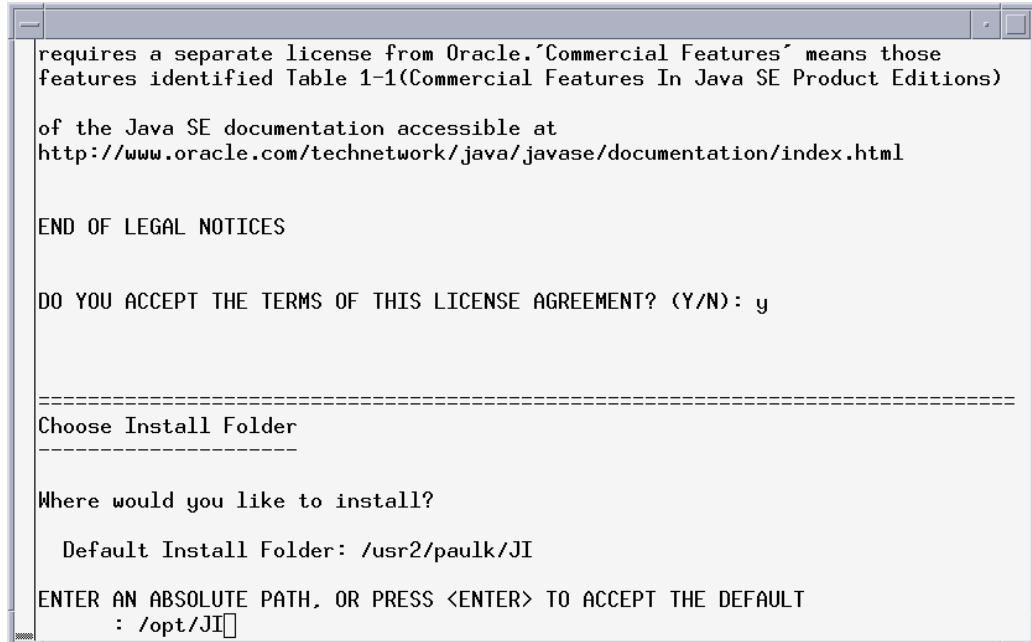 requires a separate license from Oracle.´Commercial Features´ means those
features identified Table 1-1(Commercial Features In Java SE Product Editions)
of the Java SE documentation accessible at
http://www.oracle.com/technetwork/java/javase/documentation/index.html
END OF LEGAL NOTICES
DO YOU ACCEPT THE TERMS OF THIS LICENSE AGREEMENT? (Y/N): y
===============================================================================
Choose Install Folder
---------------------
Where would you like to install?
Default Install Folder: /usr2/paulk/JI
ENTER AN ABSOLUTE PATH, OR PRESS <ENTER> TO ACCEPT THE DEFAULT
: /opt/JI